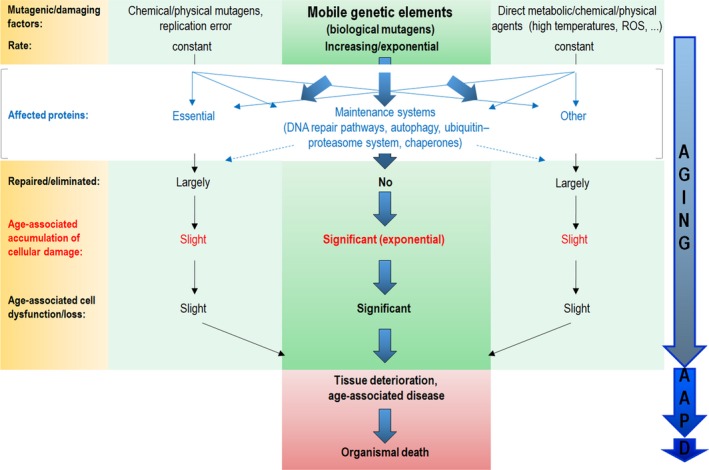 Mutagenic/damaging factors:
Chemical/physical mutagens, replication error
Mobile genetic elements
(biological mutagens)
Direct metabolic/chemical/physical agents (high temperatures, ROS, ...)
Rate:
constant
Increasing/exponential
constant
Affected proteins:
Essential
Maintenance systems
(DNA repair pathways, autophagy, ubiquitin–
proteasome system, chaperones)
Other
Repaired/eliminated:
Largely
No
Largely
Age-associated
accumulation of
cellular damage:
Slight
Significant (exponential)
Slight
Age-associated cell
dysfunction/loss:
Slight
Significant
Slight
Tissue deterioration,
age-associated disease
Organismal death
AGING
AAPD